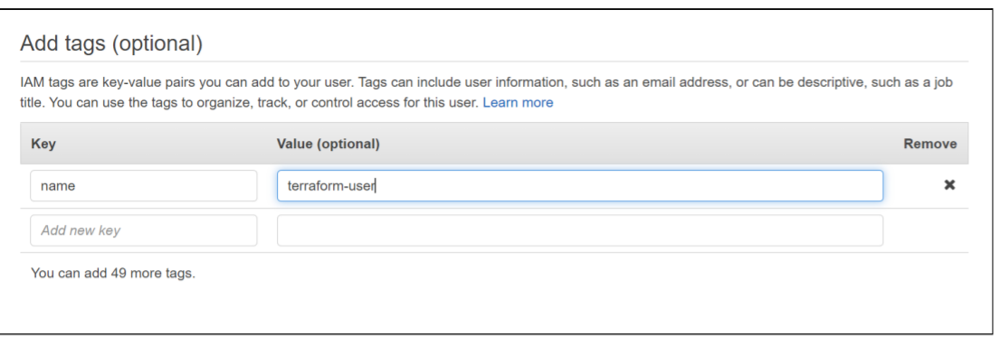 Add tags (optional)
IAM tags are key-value pairs you can add to your user. Tags can include user information, such as an email address, or can be descriptive, such as a job
title. You can use the tags to organize, track, or control access for this user. Learn more
Key Value (optional) Remove
name terraform-user
Add new key
You can add 49 more tags.